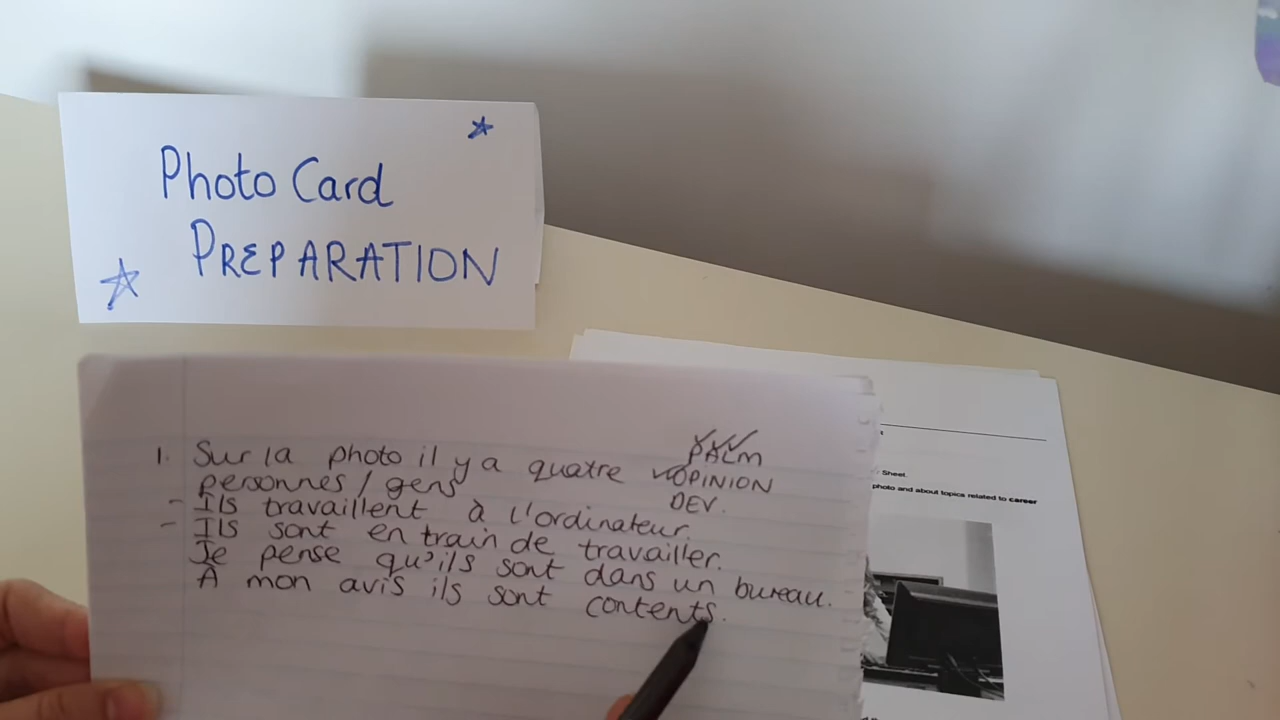 Photo Card
PREPARATION
1. Sur la photo il y a quatre
personnes / gens
- Ils travaillent à l'ordinateur.
- Ils sont en train de travailler.
Je pense qu'ils sont dans un bureau.
À mon avis ils sont contents.
PALM
OPINION
DEV.
Sheet.
photo and about topics related to career